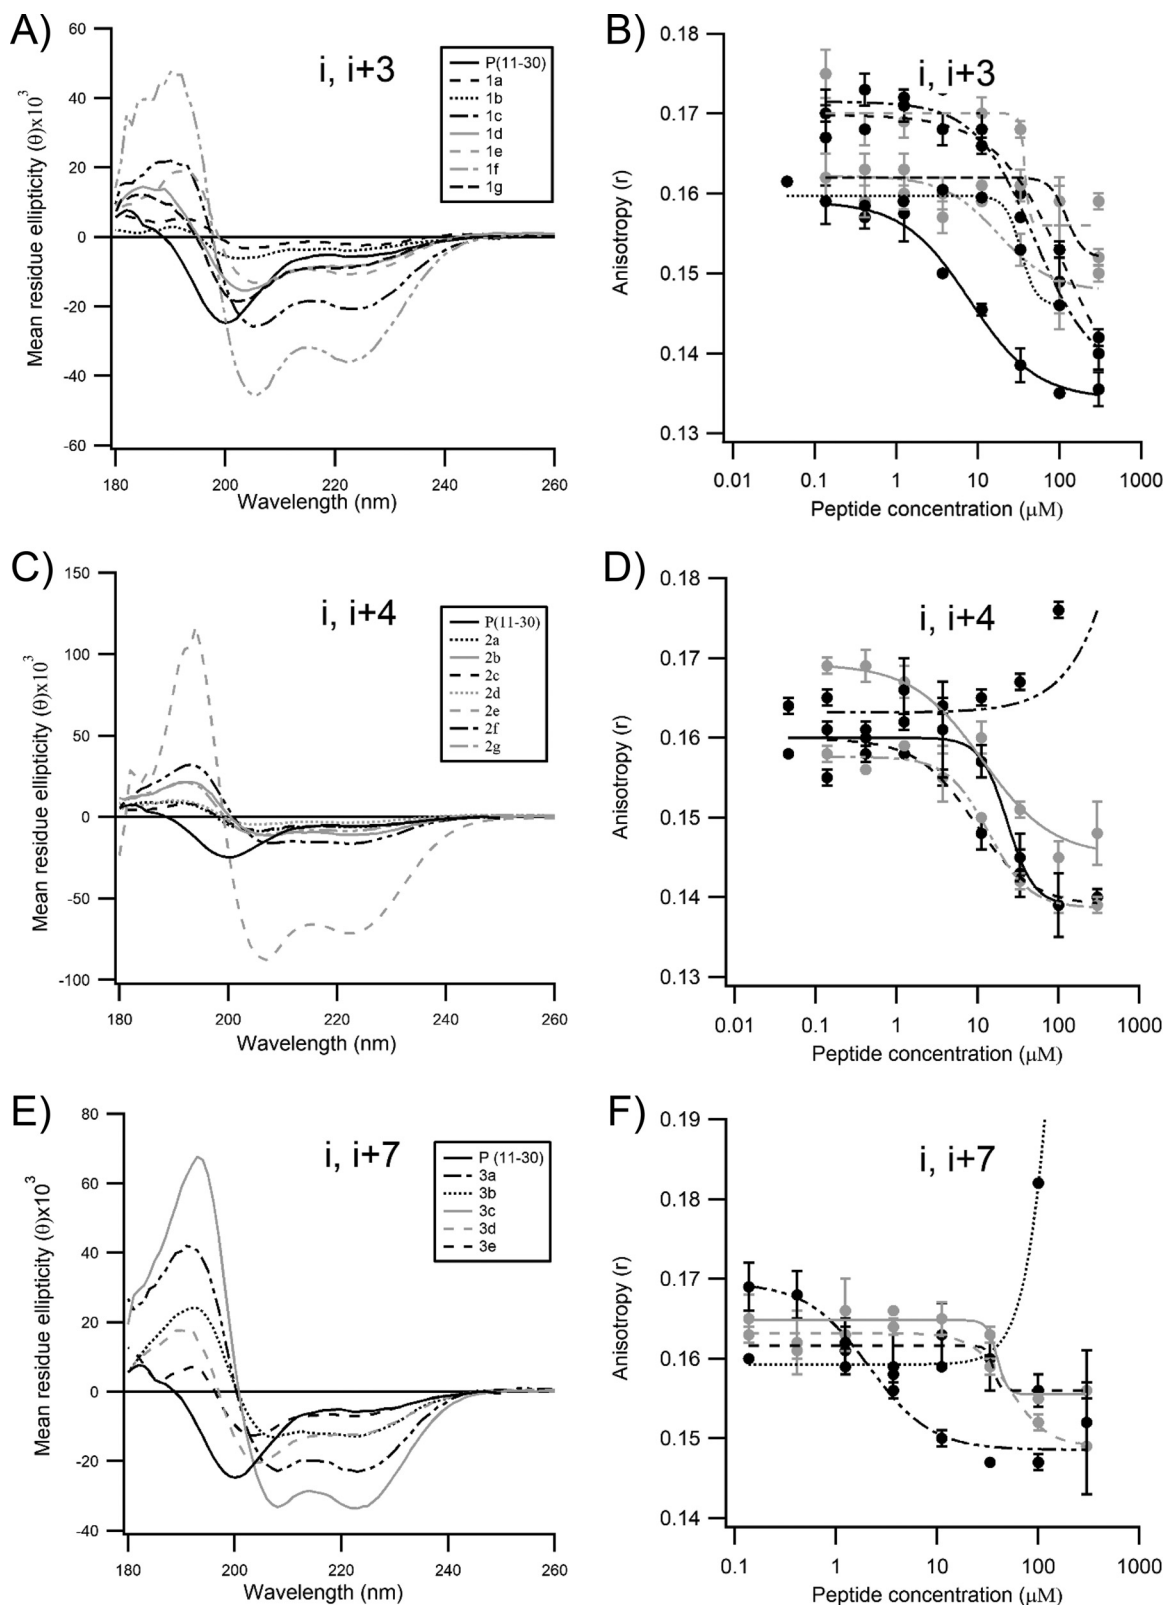 A)
i, i+3
Mean residue ellipticity (θ)x10³
60
40
20
0
-20
-40
-60
180
200
220
240
260
Wavelength (nm)
P(11-30)
1a
1b
1c
1d
1e
1f
1g
B)
i, i+3
Anisotropy (r)
0.18
0.17
0.16
0.15
0.14
0.13
0.01
0.1
1
10
100
1000
Peptide concentration (μM)
C)
i, i+4
Mean residue ellipticity (θ)x10³
150
100
50
0
-50
-100
180
200
220
240
260
Wavelength (nm)
P(11-30)
2a
2b
2c
2d
2e
2f
2g
D)
i, i+4
Anisotropy (r)
0.18
0.17
0.16
0.15
0.14
0.13
0.01
0.1
1
10
100
1000
Peptide concentration (μM)
E)
i, i+7
Mean residue ellipticity (θ)x10³
80
60
40
20
0
-20
-40
180
200
220
240
260
Wavelength (nm)
P (11-30)
3a
3b
3c
3d
3e
F)
i, i+7
Anisotropy (r)
0.19
0.18
0.17
0.16
0.15
0.14
0.1
1
10
100
1000
Peptide concentration (μM)